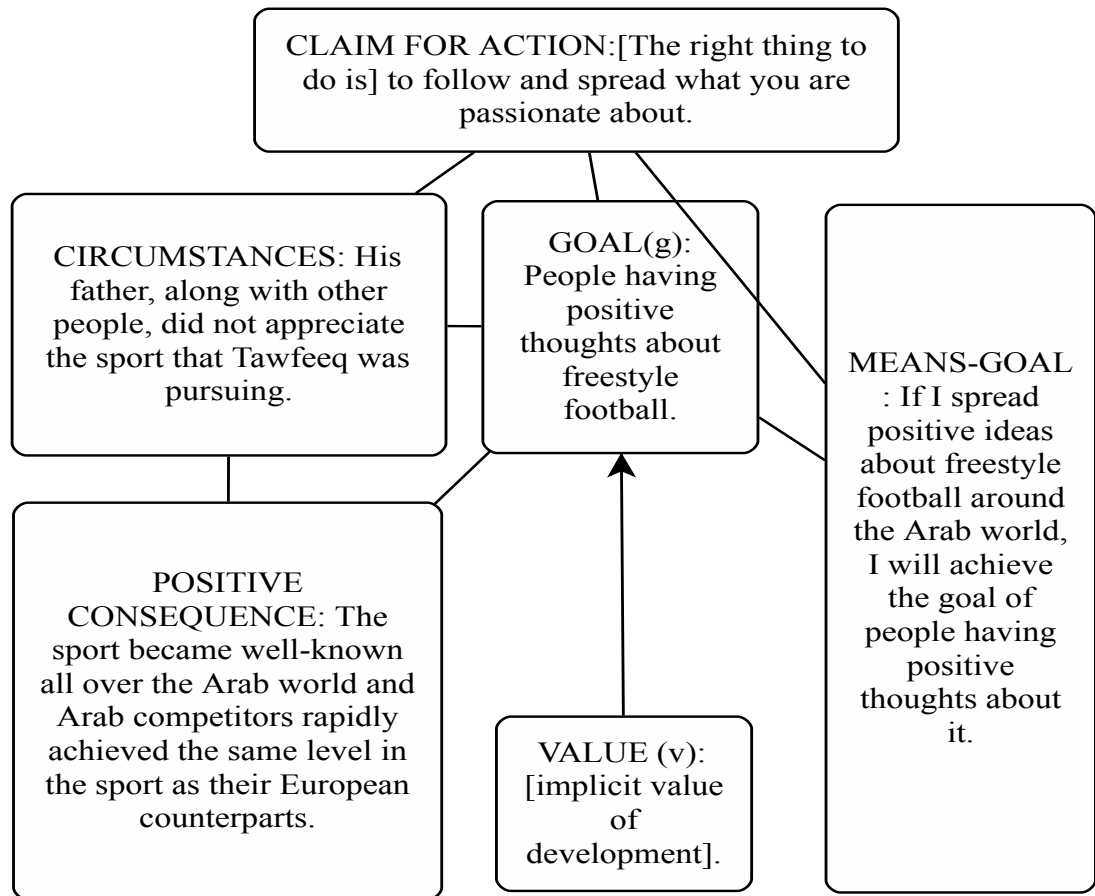 CLAIM FOR ACTION:[The right thing to
do is] to follow and spread what you are
passionate about.
CIRCUMSTANCES: His
father, along with other
people, did not appreciate
the sport that Tawfeeq was
pursuing.
GOAL(g):
People having
positive
thoughts about
freestyle
football.
MEANS-GOAL
: If I spread
positive ideas
about freestyle
football around
the Arab world,
I will achieve
the goal of
people having
positive
thoughts about
it.
POSITIVE
CONSEQUENCE: The
sport became well-known
all over the Arab world and
Arab competitors rapidly
achieved the same level in
the sport as their European
counterparts.
VALUE (v):
[implicit value
of
development].